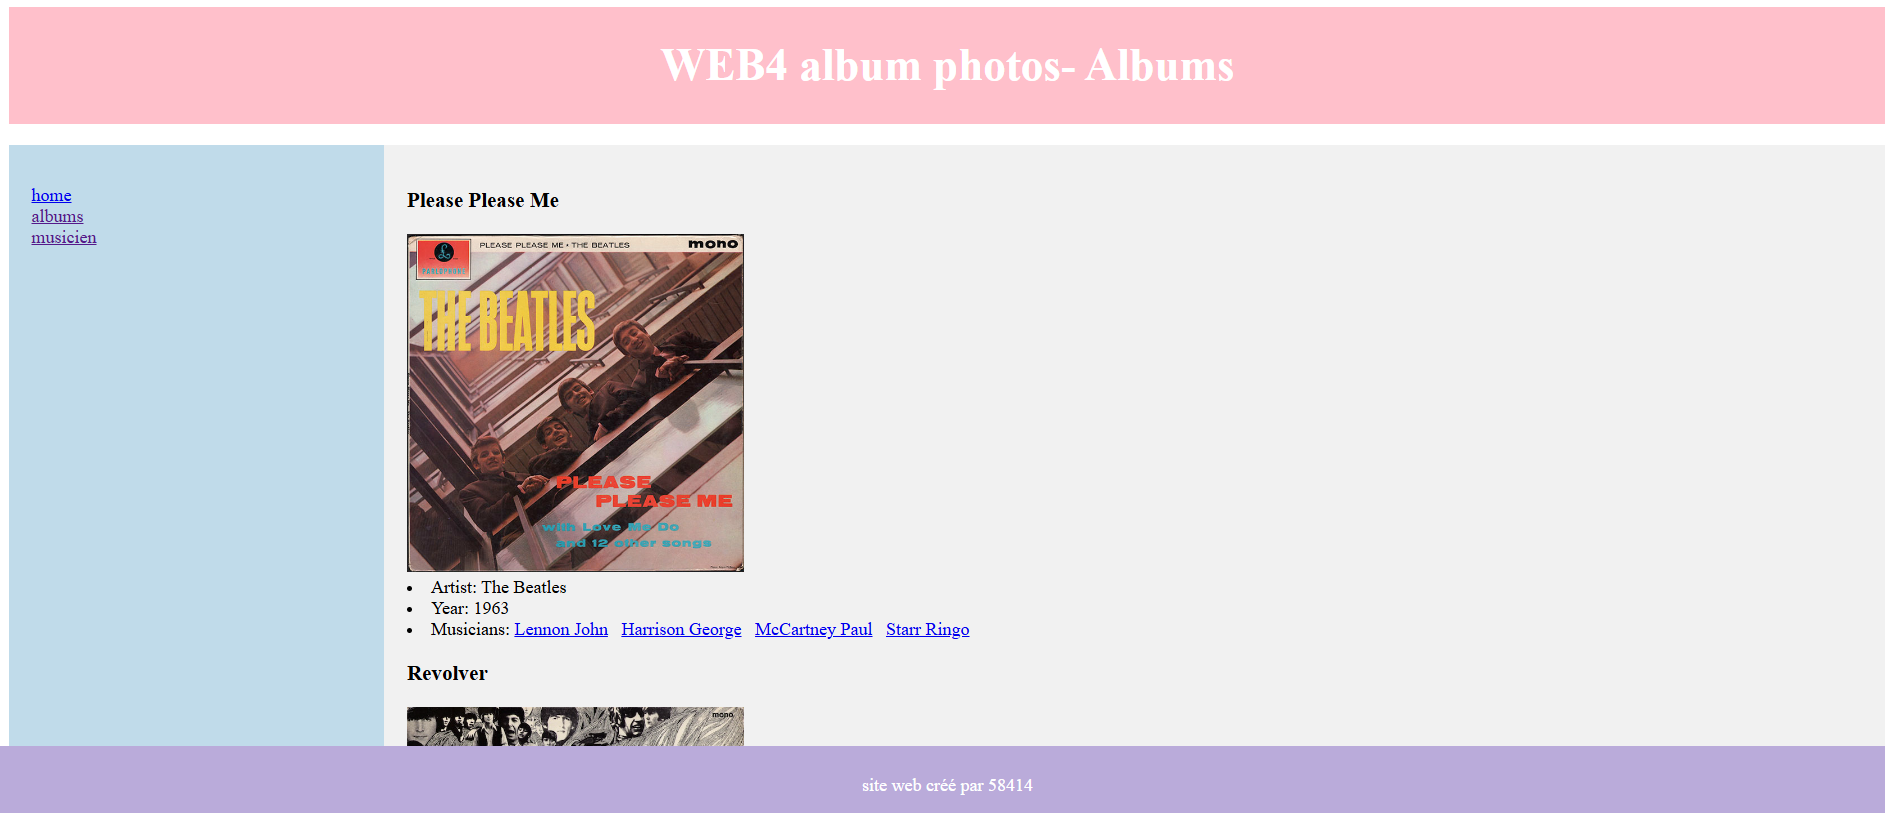 WEB4 album photos- Albums
home
albums
musicien
Please Please Me
PARLOPHONE
PLEASE PLEASE ME • THE BEATLES
mono
THE BEATLES
PLEASE
PLEASE ME
with Love Me Do
and 12 other songs
Artist: The Beatles
Year: 1963
Musicians: Lennon John Harrison George McCartney Paul Starr Ringo
Revolver
mono
site web créé par 58414